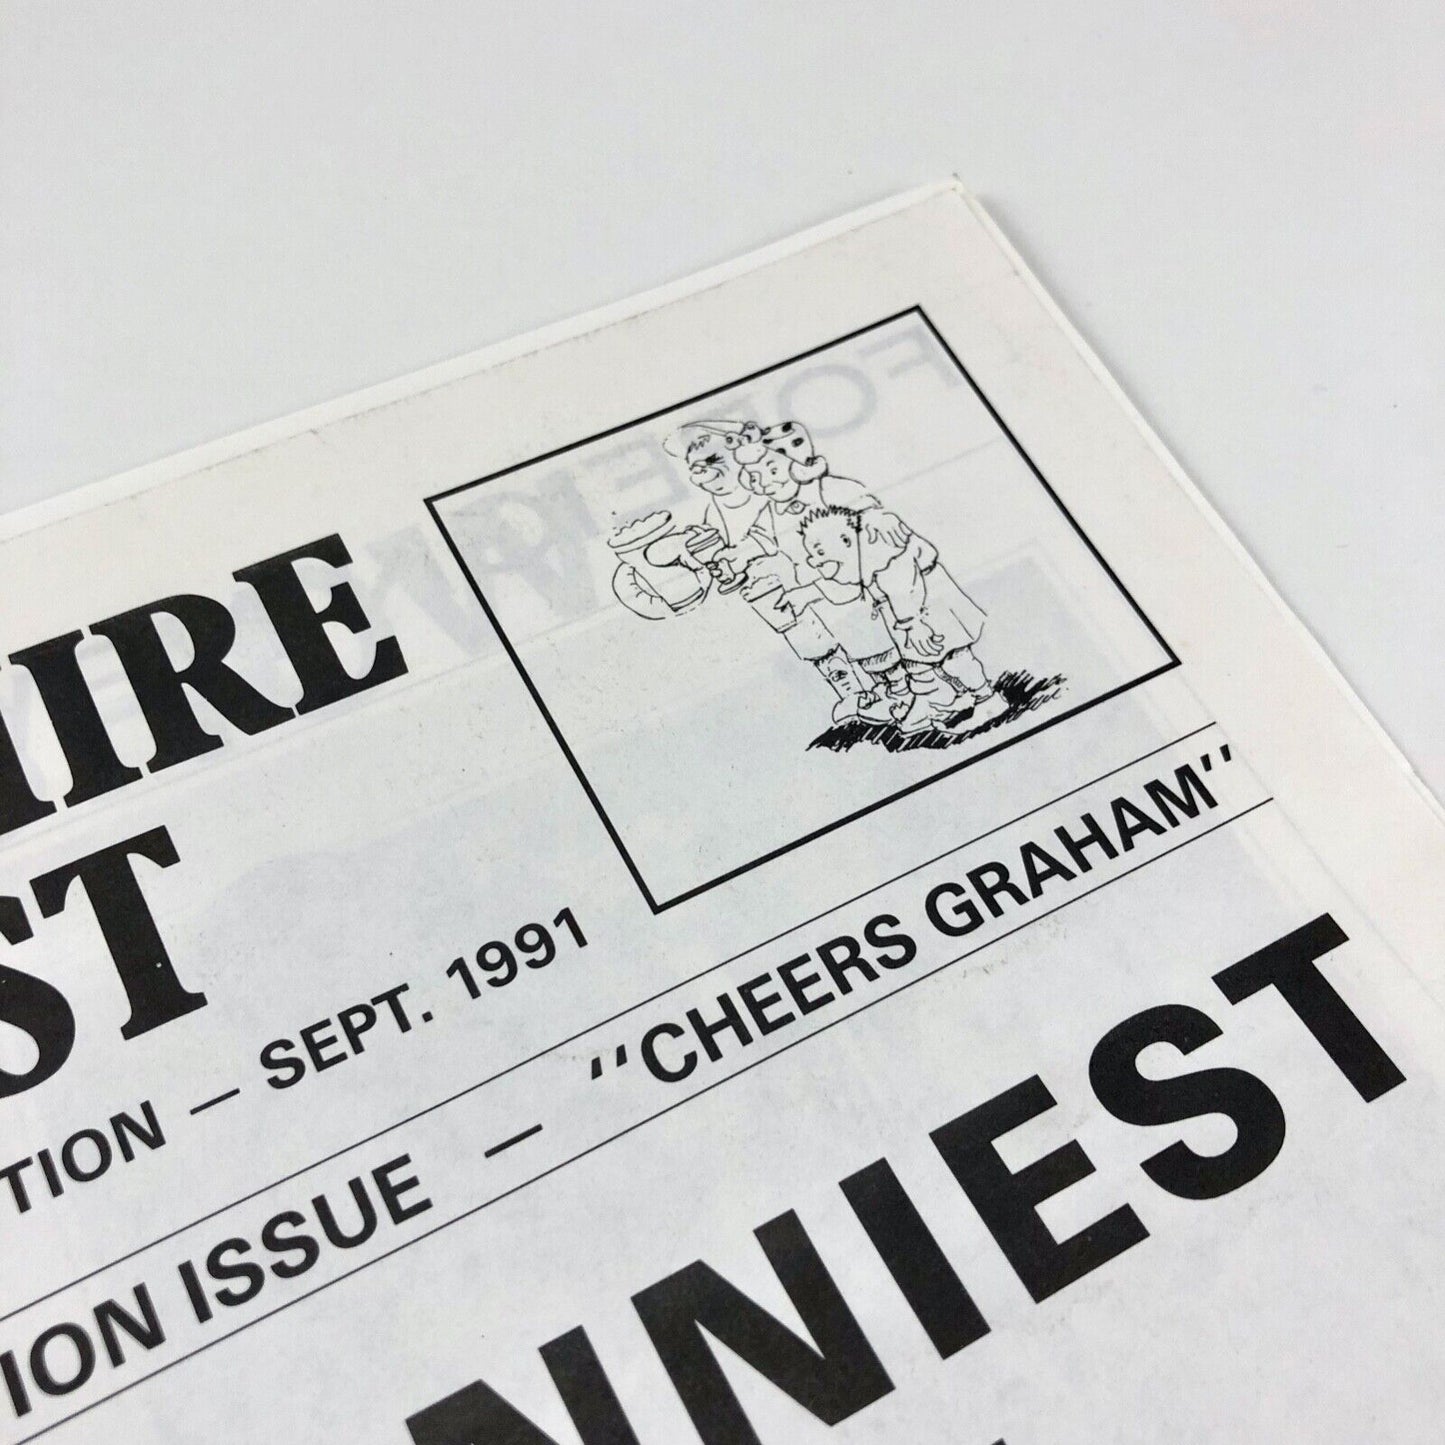 HIRE
ST
TION — SEPT. 1991
ION ISSUE — "CHEERS GRAHAM"
NNIEST